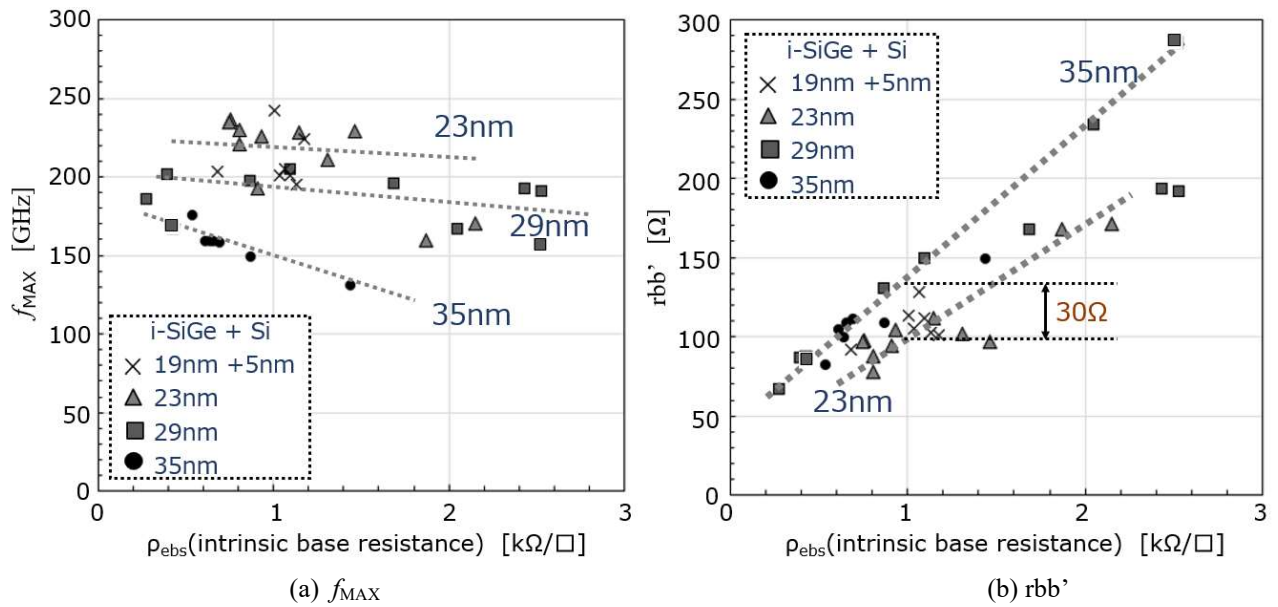 300
250
200
150
100
50
0
f_MAX [GHz]
23nm
29nm
35nm
i-SiGe + Si
19nm +5nm
23nm
29nm
35nm
0 1 2 3
ρebs(intrinsic base resistance) [kΩ/□]
(a) fMAX
300
250
200
150
100
50
0
rbb’ [Ω]
i-SiGe + Si
19nm +5nm
23nm
29nm
35nm
35nm
30Ω
23nm
0 1 2 3
ρebs(intrinsic base resistance) [kΩ/□]
(b) rbb’